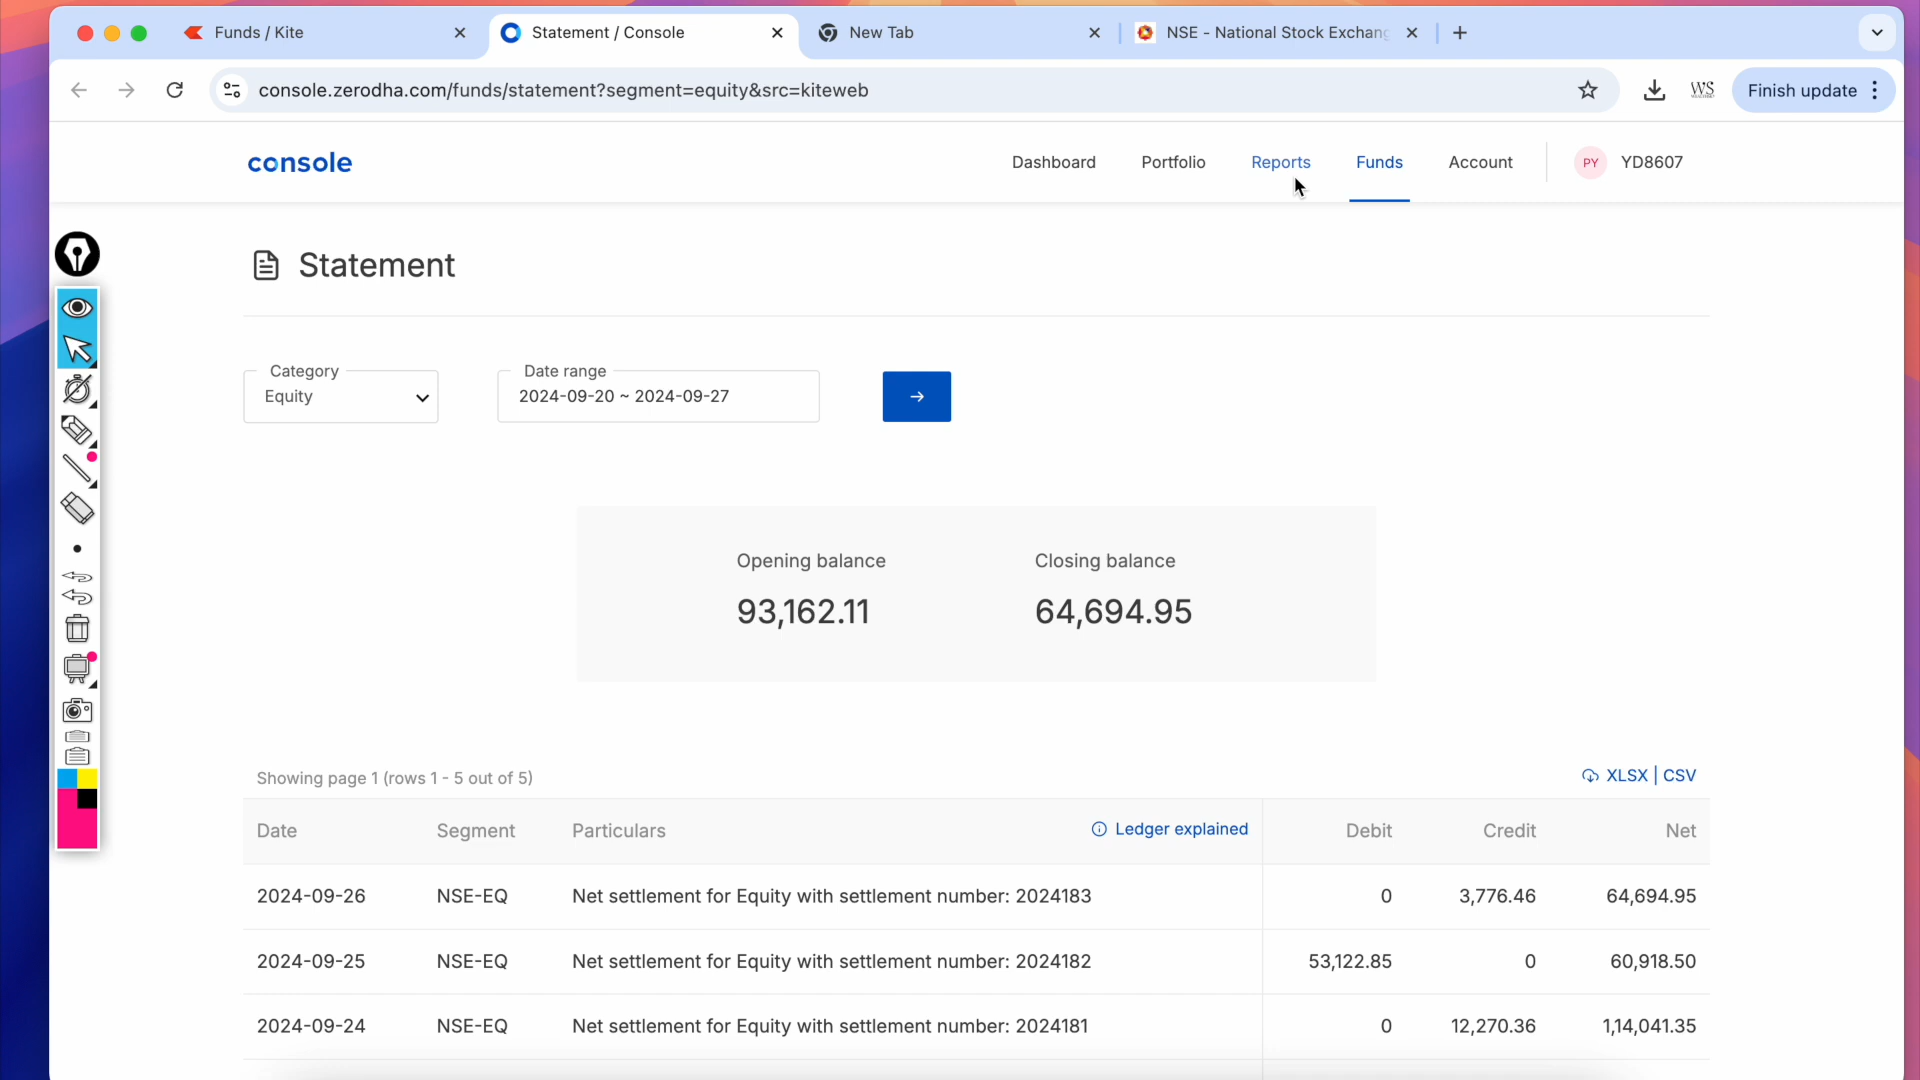 Funds / Kite
Statement / Console
New Tab
NSE - National Stock Exchang
console.zerodha.com/funds/statement?segment=equity&src=kiteweb
WS
Finish update
console
Dashboard
Portfolio
Reports
Funds
Account
PY
YD8607
Statement
Category
Equity
Date range
2024-09-20 ~ 2024-09-27
Opening balance
Closing balance
93,162.11
64,694.95
Showing page 1 (rows 1 - 5 out of 5)
XLSX | CSV
Date Segment Particulars Ledger explained Debit Credit Net
2024-09-26 NSE-EQ Net settlement for Equity with settlement number: 2024183 0 3,776.46 64,694.95
2024-09-25 NSE-EQ Net settlement for Equity with settlement number: 2024182 53,122.85 0 60,918.50
2024-09-24 NSE-EQ Net settlement for Equity with settlement number: 2024181 0 12,270.36 1,14,041.35